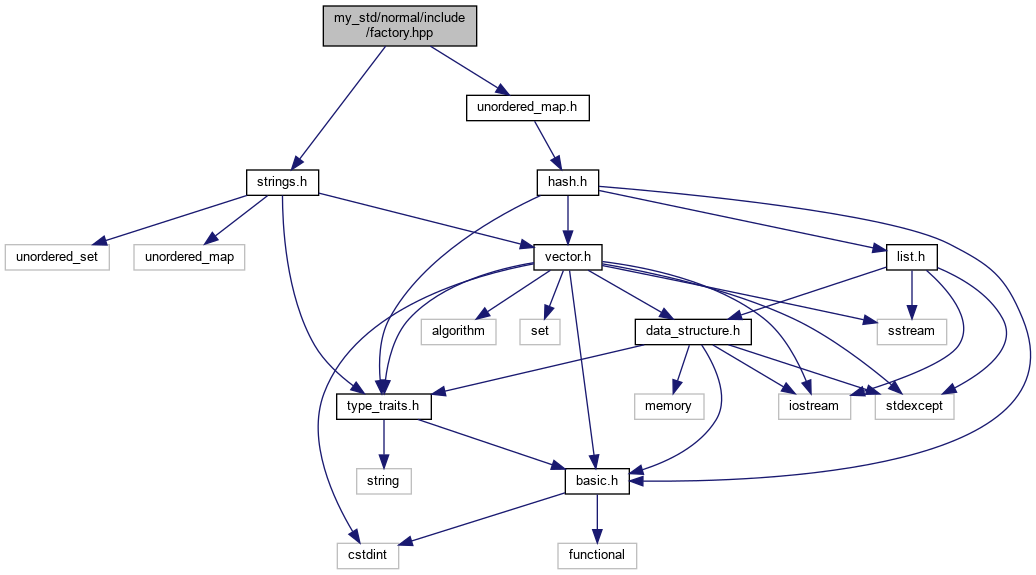 my_std/normal/include
/factory.hpp
unordered_map.h
strings.h
hash.h
unordered_set
unordered_map
vector.h
list.h
algorithm
set
data_structure.h
sstream
type_traits.h
memory
iostream
stdexcept
string
basic.h
cstdint
functional